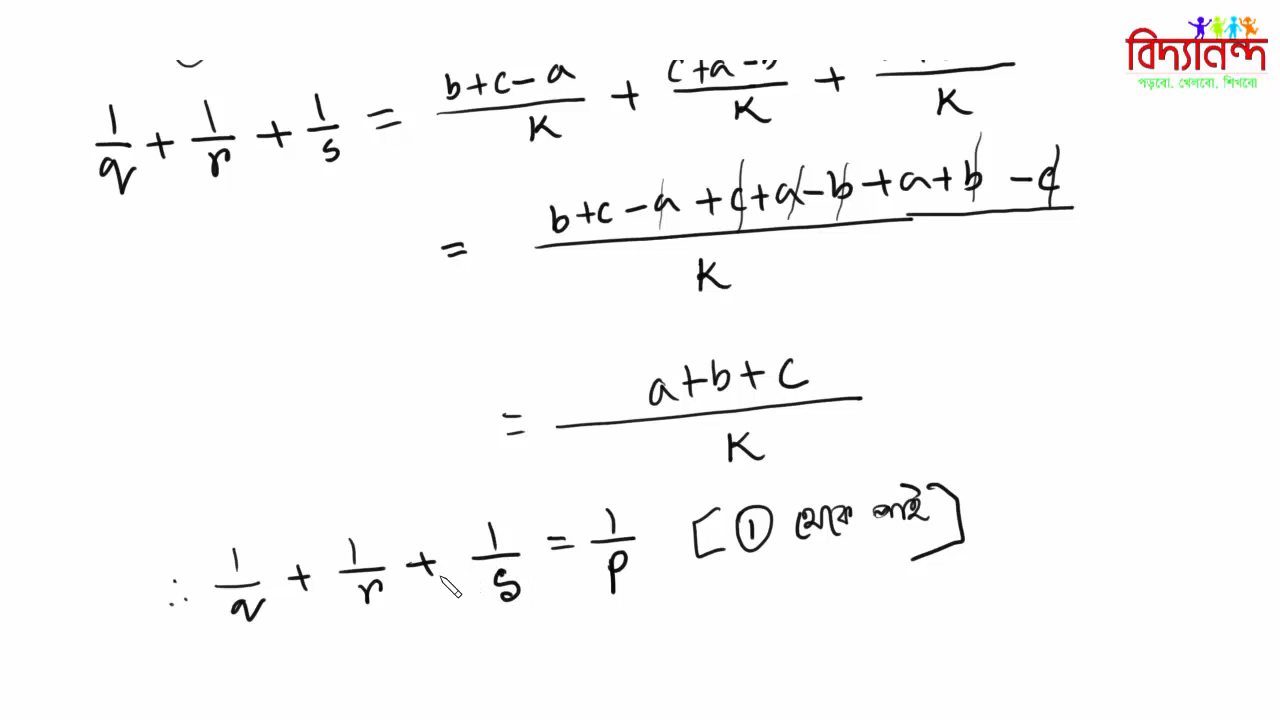 বিদ্যানন্দ
পড়বো, খেলবো, শিখবো
1/q + 1/r + 1/s = (b+c-a)/K + (c+a-b)/K + /K
= (b+c-a+c+a-b+a+b-c)/K
= (a+b+c)/K
∴ 1/q + 1/r + 1/s = 1/p [① থেকে পাই]